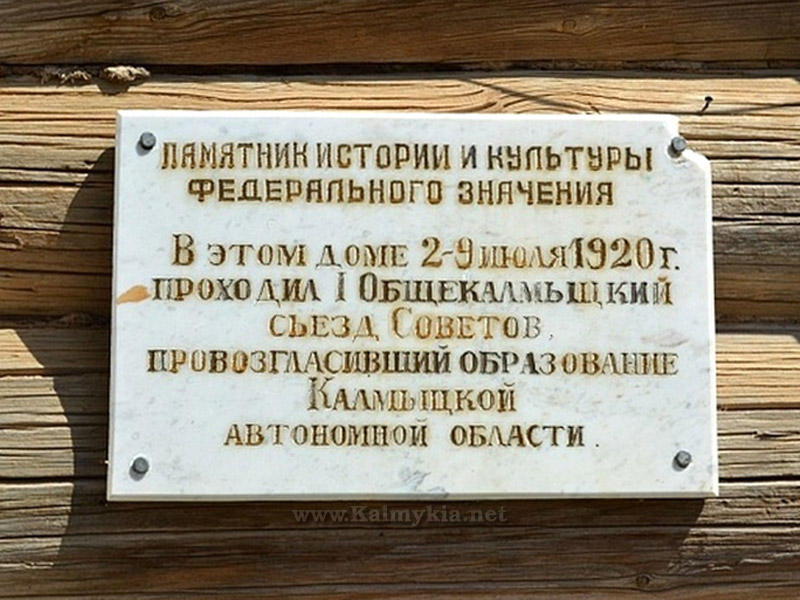 ПАМЯТНИК ИСТОРИИ И КУЛЬТУРЫ
ФЕДЕРАЛЬНОГО ЗНАЧЕНИЯ
В ЭТОМ ДОМЕ 2-9 ИЮЛЯ 1920 г.
ПРОХОДИЛ I ОБЩЕКАЛМЫЦКИЙ
СЪЕЗД СОВЕТОВ,
ПРОВОЗГЛАСИВШИЙ ОБРАЗОВАНИЕ
КАЛМЫЦКОЙ
АВТОНОМНОЙ ОБЛАСТИ.
www.Kalmykia.net